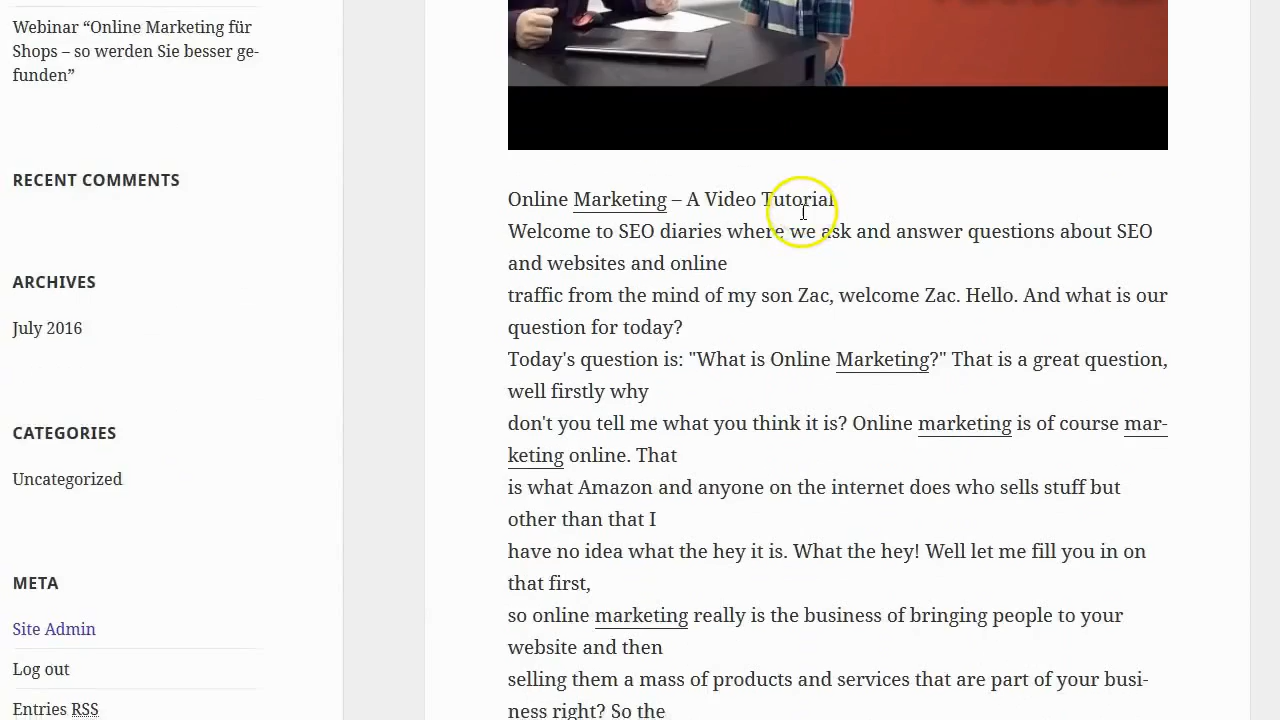 Webinar “Online Marketing für
Shops – so werden Sie besser ge-
funden”
RECENT COMMENTS
ARCHIVES
July 2016
CATEGORIES
Uncategorized
META
Site Admin
Log out
Entries RSS
Online Marketing – A Video Tutorial
Welcome to SEO diaries where we ask and answer questions about SEO
and websites and online
traffic from the mind of my son Zac, welcome Zac. Hello. And what is our
question for today?
Today's question is: "What is Online Marketing?" That is a great question,
well firstly why
don't you tell me what you think it is? Online marketing is of course mar-
keting online. That
is what Amazon and anyone on the internet does who sells stuff but
other than that I
have no idea what the hey it is. What the hey! Well let me fill you in on
that first,
so online marketing really is the business of bringing people to your
website and then
selling them a mass of products and services that are part of your busi-
ness right? So the